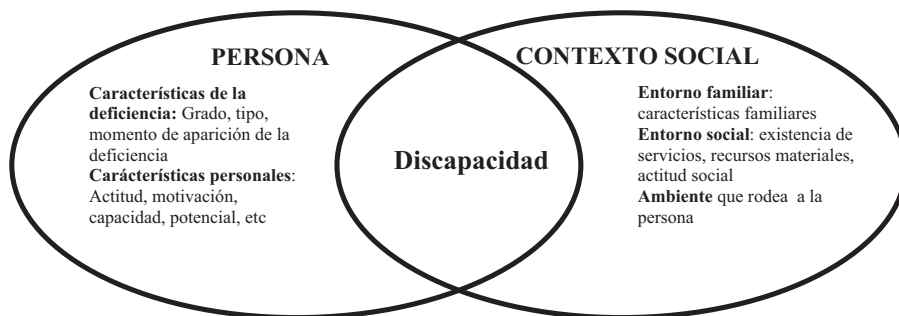 PERSONA
Características de la
deficiencia: Grado, tipo,
momento de aparición de la
deficiencia
Carácterísticas personales:
Actitud, motivación,
capacidad, potencial, etc
Discapacidad
CONTEXTO SOCIAL
Entorno familiar:
características familiares
Entorno social: existencia de
servicios, recursos materiales,
actitud social
Ambiente que rodea a la
persona